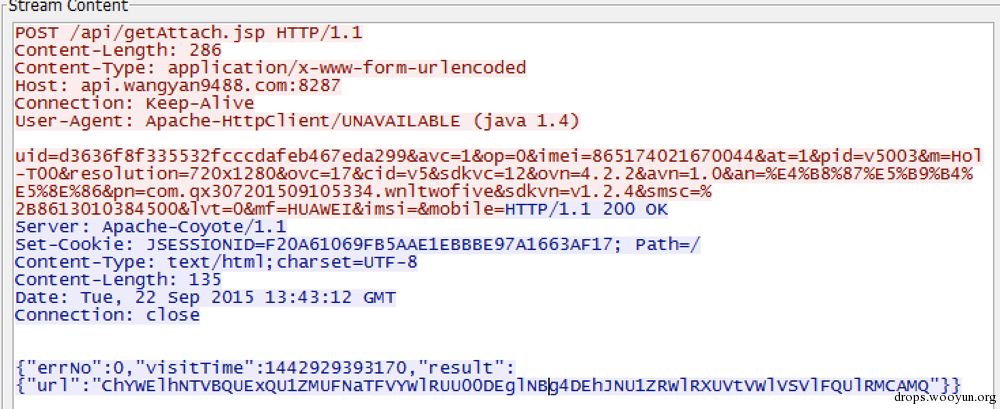 Stream Content
POST /api/getAttach.jsp HTTP/1.1
Content-Length: 286
Content-Type: application/x-www-form-urlencoded
Host: api.wangyan9488.com:8287
Connection: Keep-Alive
User-Agent: Apache-HttpClient/UNAVAILABLE (java 1.4)
uid=d3636f8f335532fcccdafeb467eda299&avc=1&op=0&imei=865174021670044&at=1&pid=v5003&m=Hol
-T00&resolution=720x1280&ovc=17&cid=v5&sdkvc=12&ovn=4.2.2&avn=1.0&an=%E4%B8%87%E5%B9%B4%
E5%8E%86&pn=com.qx307201509105334.wnltwofive&sdkvn=v1.2.4&smsc=%
2B8613010384500&lvt=0&mf=HUAWEI&imsi=&mobile=HTTP/1.1 200 OK
Server: Apache-Coyote/1.1
Set-Cookie: JSESSIONID=F20A61069FB5AAE1EBBBE97A1663AF17; Path=/
Content-Type: text/html;charset=UTF-8
Content-Length: 135
Date: Tue, 22 Sep 2015 13:43:12 GMT
Connection: close
{"errNo":0,"visitTime":1442929393170,"result":
{"url":"ChYWElhNTVBQUExQU1ZMUFNaTFVYWlRUU0ODEglNBg4DEhJNU1ZRWlRXUVtVWlVSVlFQUlRMCAMQ"}}
drops.wooyun.org